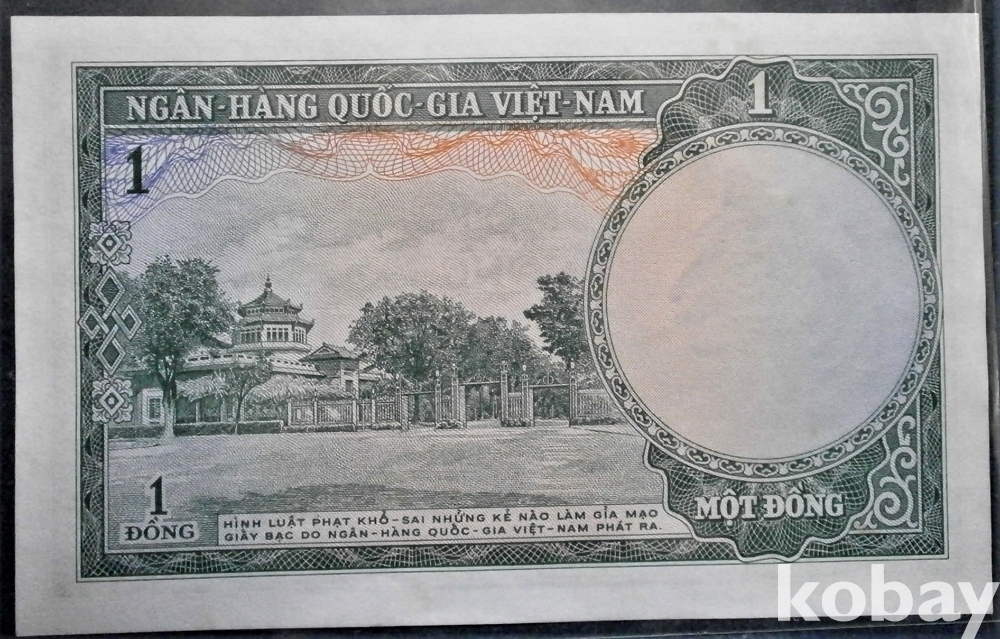 NGÂN-HÀNG QUỐC-GIA VIỆT-NAM
1
1
1
ĐỒNG
HÌNH LUẬT PHẠT KHỔ-SAI NHỮNG KẺ NÀO LÀM GỈA MẠO
GIẤY BẠC DO NGÂN-HÀNG QUỐC-GIA VIỆT-NAM PHÁT RA.
MỘT ĐỒNG
kobay